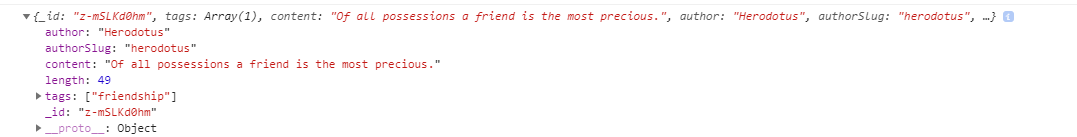 ▼{_id: "z-mSLKd0hm", tags: Array(1), content: "Of all possessions a friend is the most precious.", author: "Herodotus", authorSlug: "herodotus", …} i
author: "Herodotus"
authorSlug: "herodotus"
content: "Of all possessions a friend is the most precious."
length: 49
▶tags: ["friendship"]
_id: "z-mSLKd0hm"
▶__proto__: Object